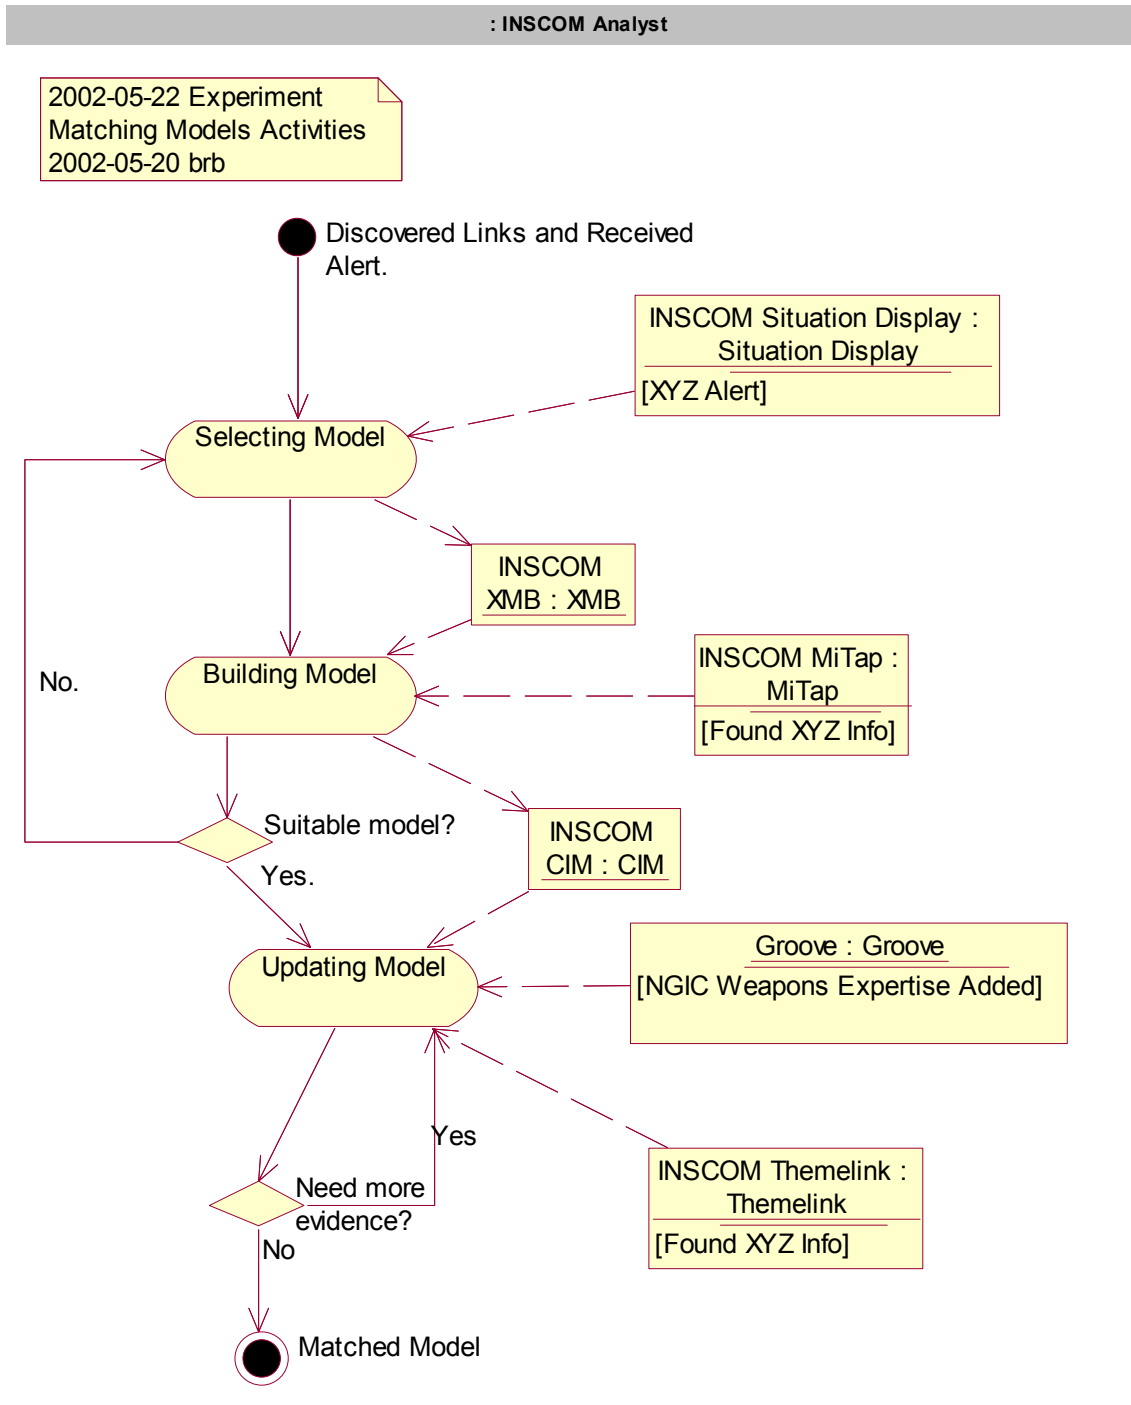 : INSCOM Analyst
2002-05-22 Experiment
Matching Models Activities
2002-05-20 brb
Discovered Links and Received
Alert.
INSCOM Situation Display :
Situation Display
[XYZ Alert]
Selecting Model
INSCOM
XMB : XMB
Building Model
INSCOM MiTap :
MiTap
[Found XYZ Info]
No.
Suitable model?
Yes.
INSCOM
CIM : CIM
Updating Model
Groove : Groove
[NGIC Weapons Expertise Added]
Yes
Need more
evidence?
No
INSCOM Themelink :
Themelink
[Found XYZ Info]
Matched Model